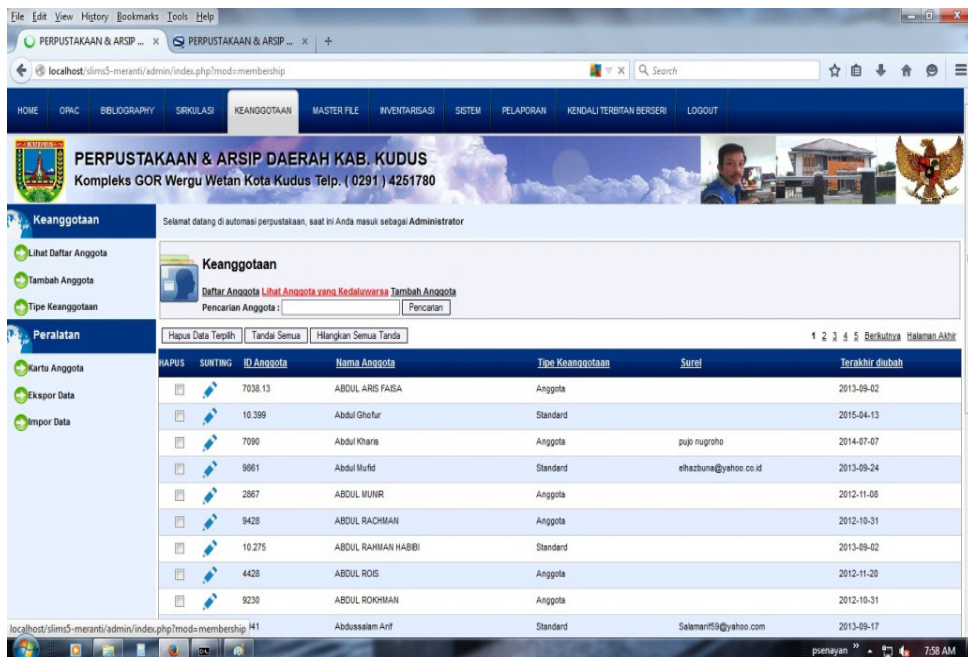 File Edit View History Bookmarks Tools Help
PERPUSTAKAAN & ARSIP ... × PERPUSTAKAAN & ARSIP ... × +
localhost/slims5-meranti/admin/index.php?mod=membership Search
HOME OPAC BIBLIOGRAPHY SIRKULASI KEANGGOTAAN MASTER FILE INVENTARISASI SISTEM PELAPORAN KENDALI TERBITAN BERSERI LOGOUT
KUDUS
PERPUSTAKAAN & ARSIP DAERAH KAB. KUDUS
Kompleks GOR Wergu Wetan Kota Kudus Telp. ( 0291 ) 4251780
Keanggotaan
Selamat datang di automasi perpustakaan, saat ini Anda masuk sebagai Administrator
Lihat Daftar Anggota
Tambah Anggota
Tipe Keanggotaan
Peralatan
Kartu Anggota
Ekspor Data
Impor Data
Keanggotaan
Daftar Anggota Lihat Anggota yang Kedaluwarsa Tambah Anggota
Pencarian Anggota : Pencarian
Hapus Data Terpilih Tandai Semua Hilangkan Semua Tanda 1 2 3 4 5 Berikutnya Halaman Akhir
HAPUS SUNTING ID Anggota Nama Anggota Tipe Keanggotaan Surel Terakhir diubah
7038.13 ABDUL ARIS FAISA Anggota 2013-09-02
10.399 Abdul Ghofur Standard 2015-04-13
7090 Abdul Kharis Anggota pujo nugroho 2014-07-07
9861 Abdul Mufid Standard elhazbuna@yahoo.co.id 2013-09-24
2867 ABDUL MUNIR Anggota 2012-11-08
9428 ABDUL RACHMAN Anggota 2012-10-31
10.275 ABDUL RAHMAN HABIBI Standard 2013-09-02
4428 ABDUL ROIS Anggota 2012-11-20
9230 ABDUL ROKHMAN Anggota 2012-10-31
Abdussalam Arif Standard Salamarif59@yahoo.com 2013-09-17
localhost/slims5-meranti/admin/index.php?mod=membership
psenayan 7:58 AM